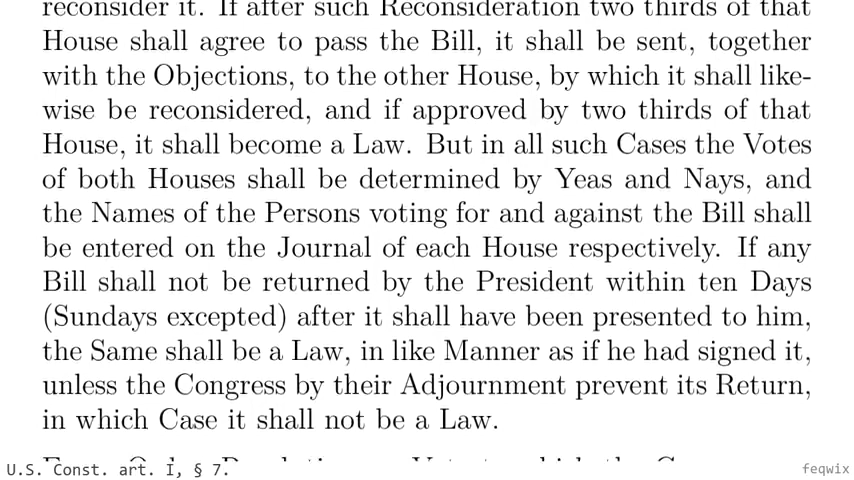 reconsider it. If after such Reconsideration two thirds of that
House shall agree to pass the Bill, it shall be sent, together
with the Objections, to the other House, by which it shall like-
wise be reconsidered, and if approved by two thirds of that
House, it shall become a Law. But in all such Cases the Votes
of both Houses shall be determined by Yeas and Nays, and
the Names of the Persons voting for and against the Bill shall
be entered on the Journal of each House respectively. If any
Bill shall not be returned by the President within ten Days
(Sundays excepted) after it shall have been presented to him,
the Same shall be a Law, in like Manner as if he had signed it,
unless the Congress by their Adjournment prevent its Return,
in which Case it shall not be a Law.
U.S. Const. art. I, § 7.
feqwix